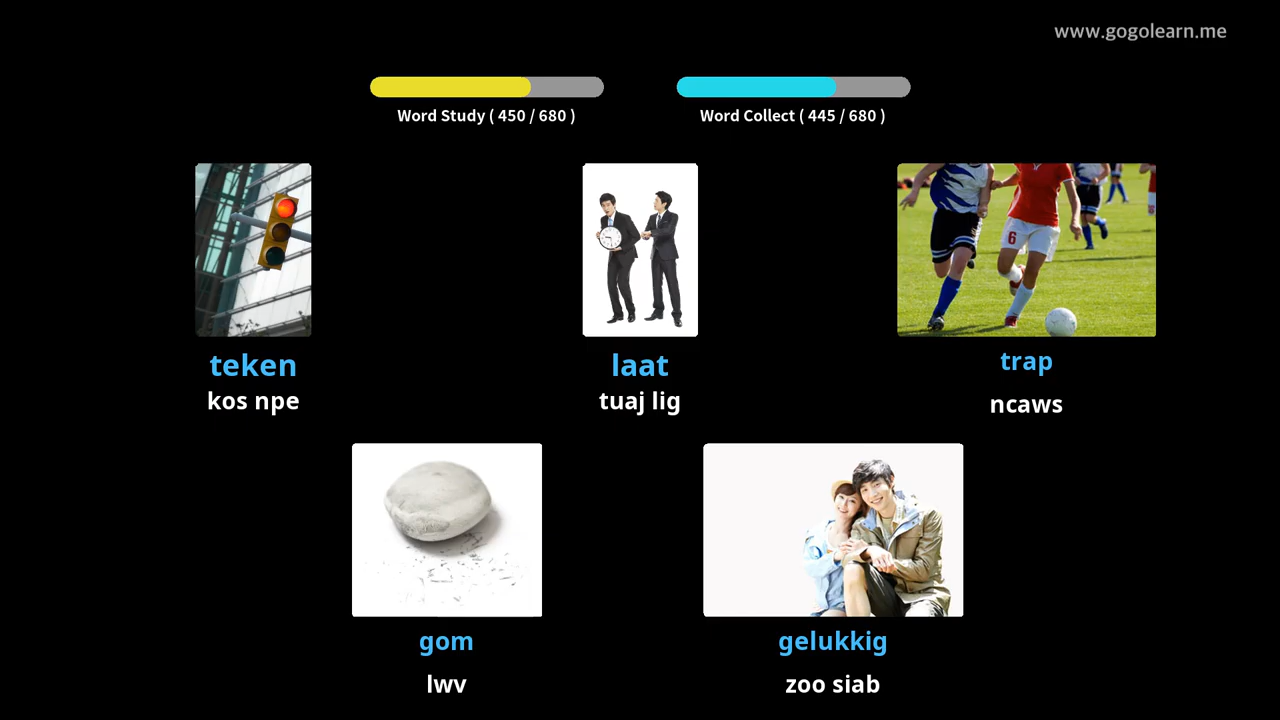 www.gogolearn.me
Word Study ( 450 / 680 )
Word Collect ( 445 / 680 )
teken
kos npe
laat
tuaj lig
trap
ncaws
6
gom
lwv
gelukkig
zoo siab